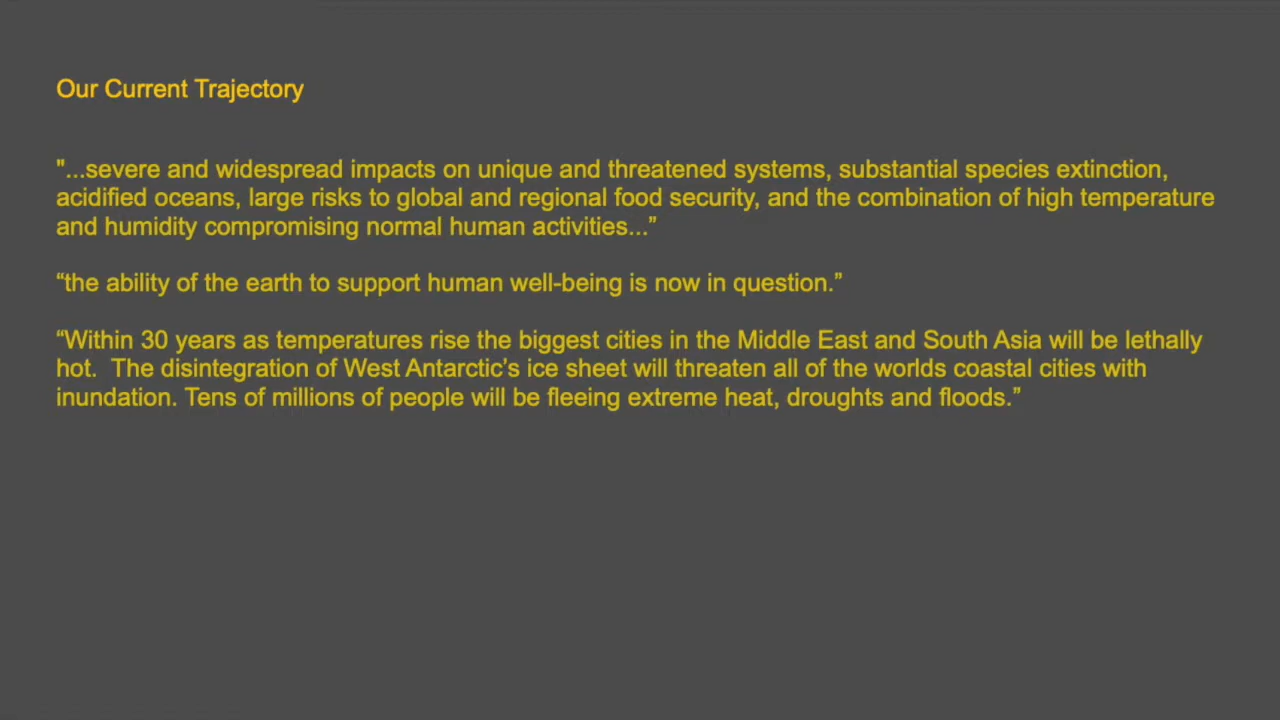 Our Current Trajectory
"...severe and widespread impacts on unique and threatened systems, substantial species extinction,
acidified oceans, large risks to global and regional food security, and the combination of high temperature
and humidity compromising normal human activities...”
“the ability of the earth to support human well-being is now in question.”
“Within 30 years as temperatures rise the biggest cities in the Middle East and South Asia will be lethally
hot.  The disintegration of West Antarctic’s ice sheet will threaten all of the worlds coastal cities with
inundation. Tens of millions of people will be fleeing extreme heat, droughts and floods.”